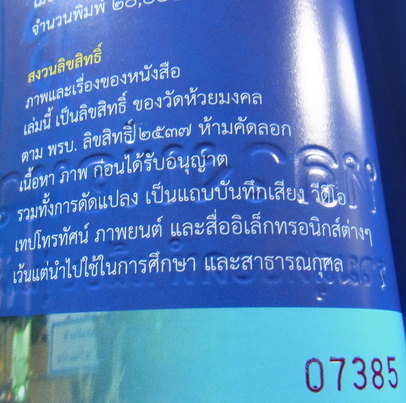 จำนวนพิมพ์
สงวนลิขสิทธิ์
ภาพและเรื่องของหนังสือ
เล่มนี้ เป็นลิขสิทธิ์ ของวัดห้วยมงคล
ตาม พรบ. ลิขสิทธิ์ ๒๕๓๗ ห้ามคัดลอก
เนื้อหา ภาพ ก่อนได้รับอนุญาต
รวมทั้งการดัดแปลง เป็นแถบบันทึกเสียง วีดีโอ
เทปโทรทัศน์ ภาพยนต์ และสื่ออิเล็กทรอนิกส์ต่างๆ
เว้นแต่นำไปใช้ในการศึกษา และสาธารณกุศล
07385